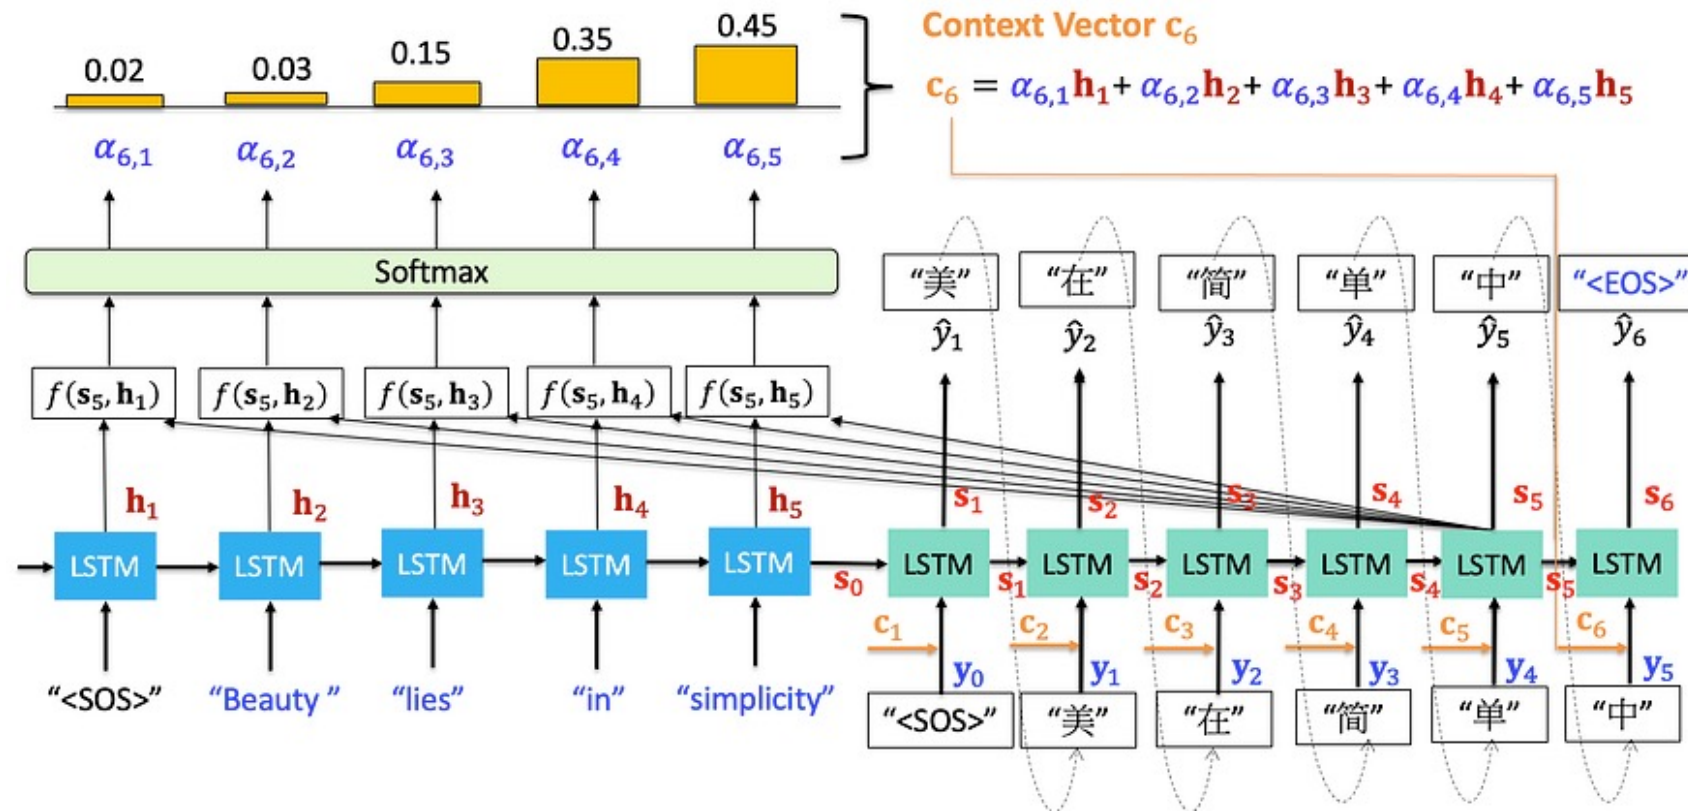 0.02 0.03 0.15 0.35 0.45
Context Vector c₆
c₆ = α₆,₁h₁+ α₆,₂h₂+ α₆,₃h₃+ α₆,₄h₄+ α₆,₅h₅
α₆,₁ α₆,₂ α₆,₃ α₆,₄ α₆,₅
Softmax
“美” “在” “简” “单” “中” “<EOS>”
ŷ₁ ŷ₂ ŷ₃ ŷ₄ ŷ₅ ŷ₆
f(s₅, h₁) f(s₅, h₂) f(s₅, h₃) f(s₅, h₄) f(s₅, h₅)
h₁ h₂ h₃ h₄ h₅ s₁ s₂ s₃ s₄ s₅ s₆
LSTM LSTM LSTM LSTM LSTM LSTM LSTM LSTM LSTM LSTM LSTM
s₀ s₁ s₂ s₃ s₄ s₅
c₁ c₂ c₃ c₄ c₅ c₆
y₀ y₁ y₂ y₃ y₄ y₅
“<SOS>” “Beauty ” “lies” “in” “simplicity” “<SOS>” “美” “在” “简” “单” “中”